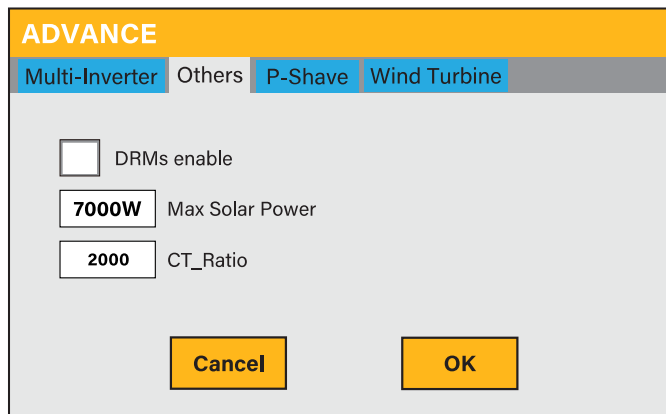 ADVANCE
Multi-Inverter Others P-Shave Wind Turbine
DRMs enable
7000W Max Solar Power
2000 CT_Ratio
Cancel OK